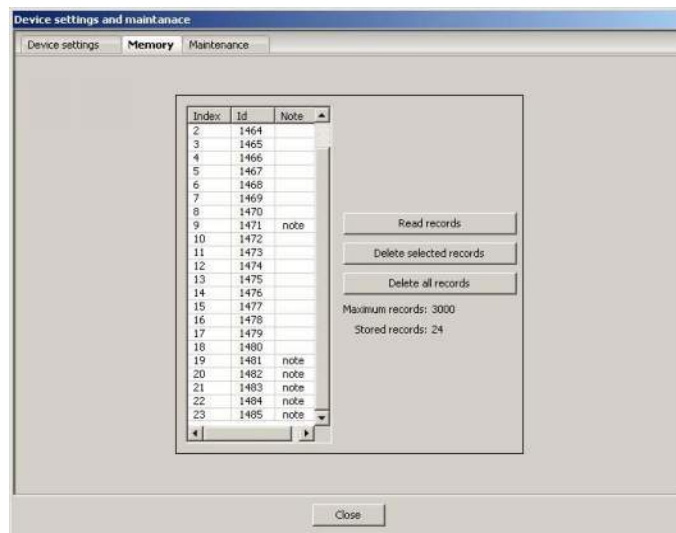 Device settings and maintanace
Device settings Memory Maintenance
Index Id Note
2 1464
3 1465
4 1466
5 1467
6 1468
7 1469
8 1470
9 1471 note
10 1472
11 1473
12 1474
13 1475
14 1476
15 1477
16 1478
17 1479
18 1480
19 1481 note
20 1482 note
21 1483 note
22 1484 note
23 1485 note
Read records
Delete selected records
Delete all records
Maximum records: 3000
Stored records: 24
Close